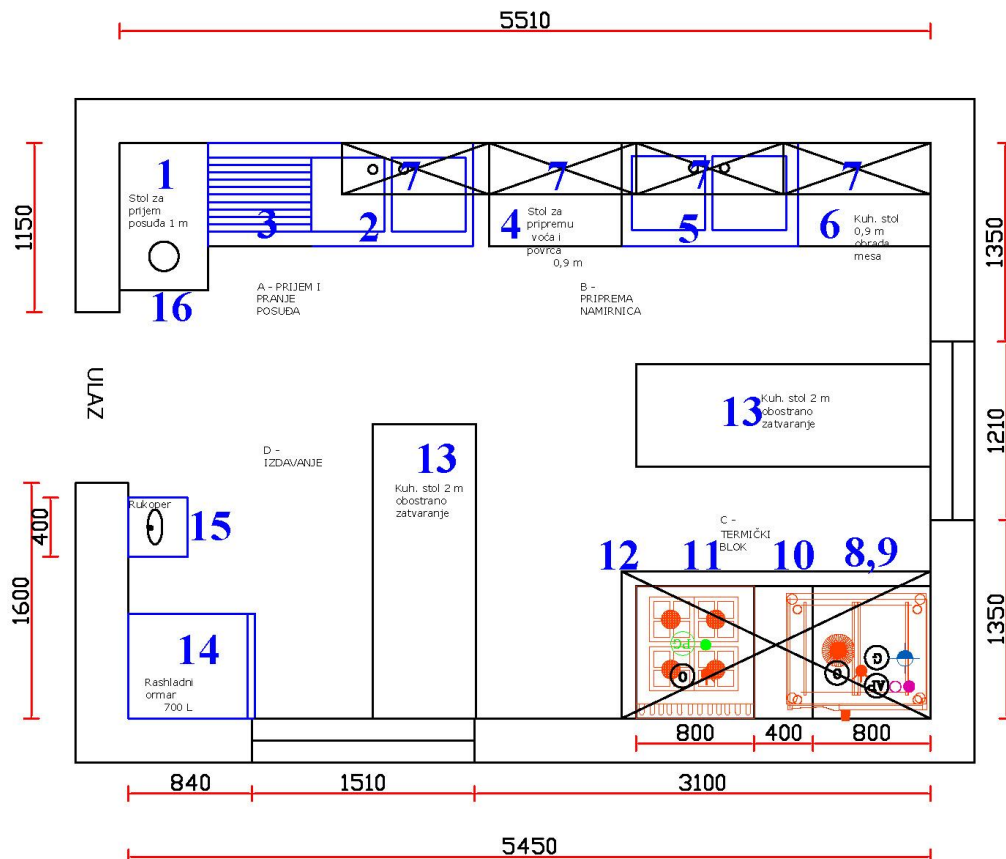 5510
1150
1
Stol za
prijem
posuđa 1 m
16
3
2
7
7
7
7
4
Stol za
pripremu
voća i
povrća
0,9 m
5
6
Kuh. stol
0,9 m
obrada
mesa
1350
A - PRIJEM I
PRANJE
POSUĐA
B -
PRIPREMA
NAMIRNICA
ULAZ
13
Kuh. stol 2 m
obostrano
zatvaranje
1210
D -
IZDAVANJE
13
Kuh. stol 2 m
obostrano
zatvaranje
Rukoper
15
400
1600
C -
TERMIČKI
BLOK
12
11
10
8,9
14
Rashladni
ormar
700 L
PG
O
O
G
AP
1350
800
400
800
840
1510
3100
5450